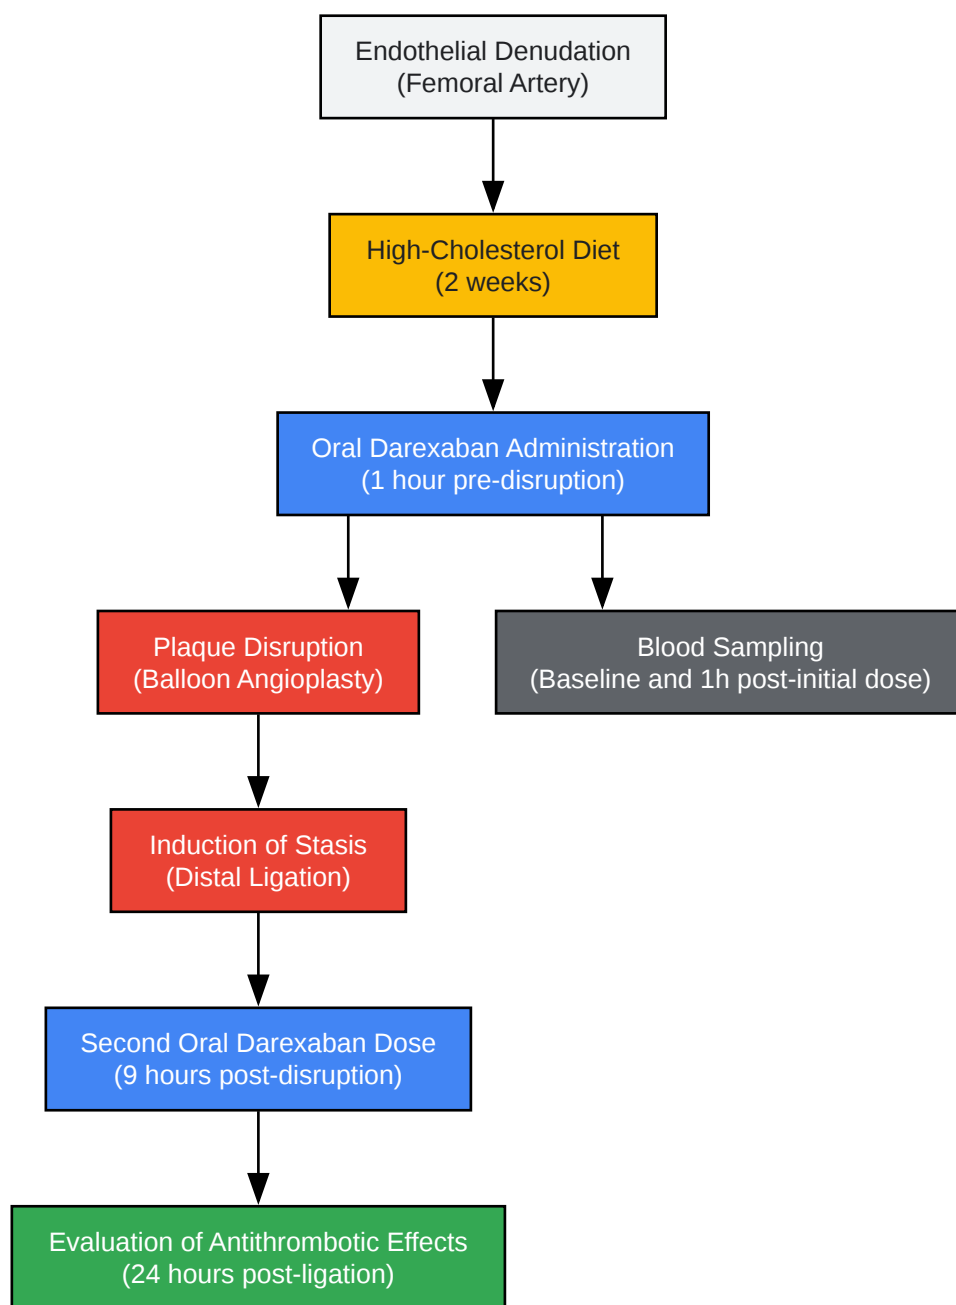 Endothelial Denudation
(Femoral Artery)
High-Cholesterol Diet
(2 weeks)
Oral Darexaban Administration
(1 hour pre-disruption)
Plaque Disruption
(Balloon Angioplasty)
Blood Sampling
(Baseline and 1h post-initial dose)
Induction of Stasis
(Distal Ligation)
Second Oral Darexaban Dose
(9 hours post-disruption)
Evaluation of Antithrombotic Effects
(24 hours post-ligation)